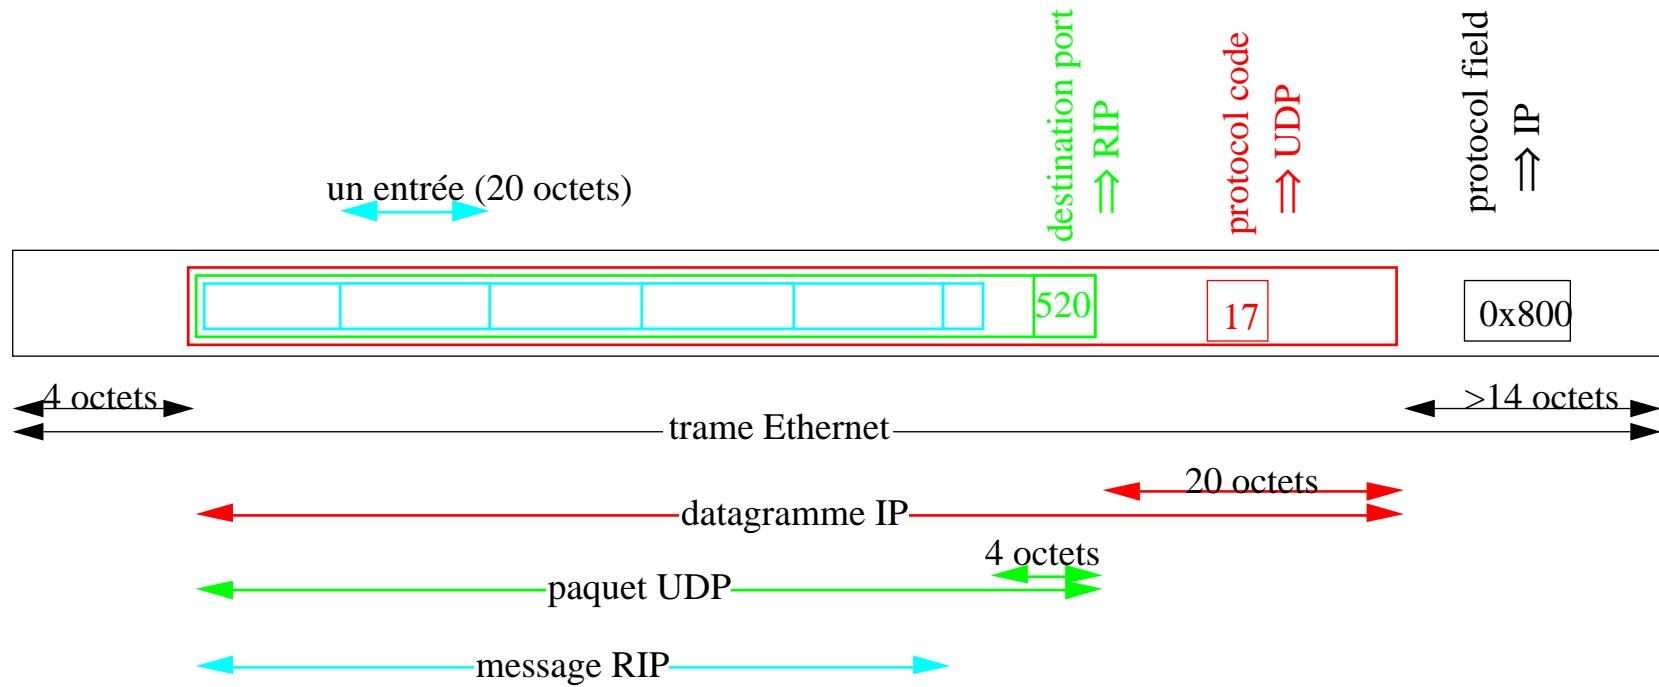 destination port
⇒ RIP
protocol code
⇒ UDP
protocol field
⇒ IP
un entrée (20 octets)
520
17
0x800
4 octets
>14 octets
trame Ethernet
20 octets
datagramme IP
4 octets
paquet UDP
message RIP